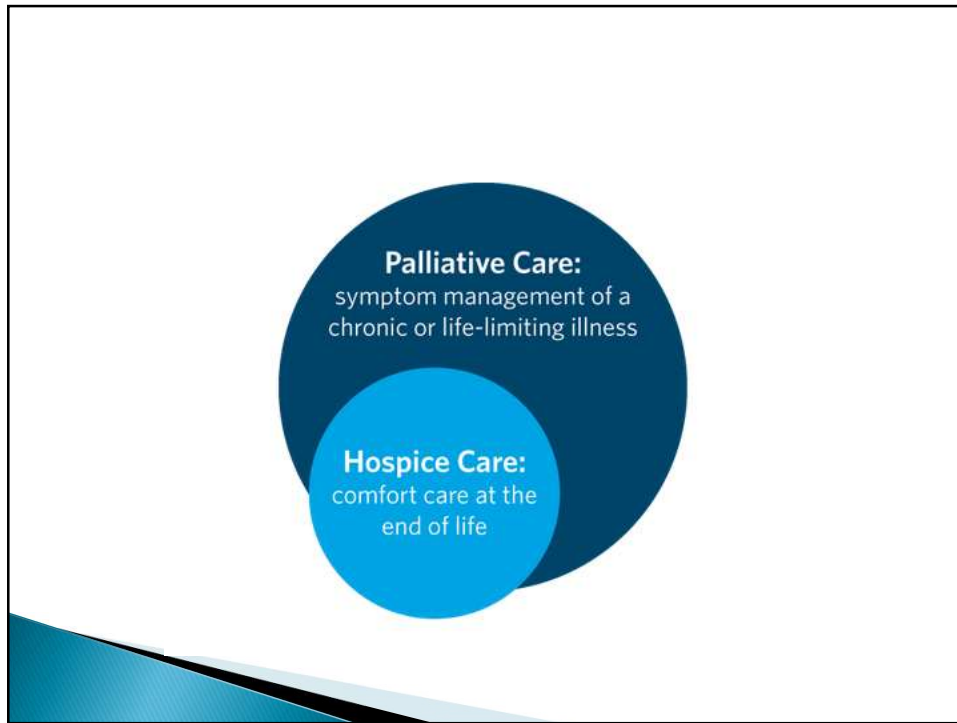 Palliative Care:
symptom management of a
chronic or life-limiting illness
Hospice Care:
comfort care at the
end of life